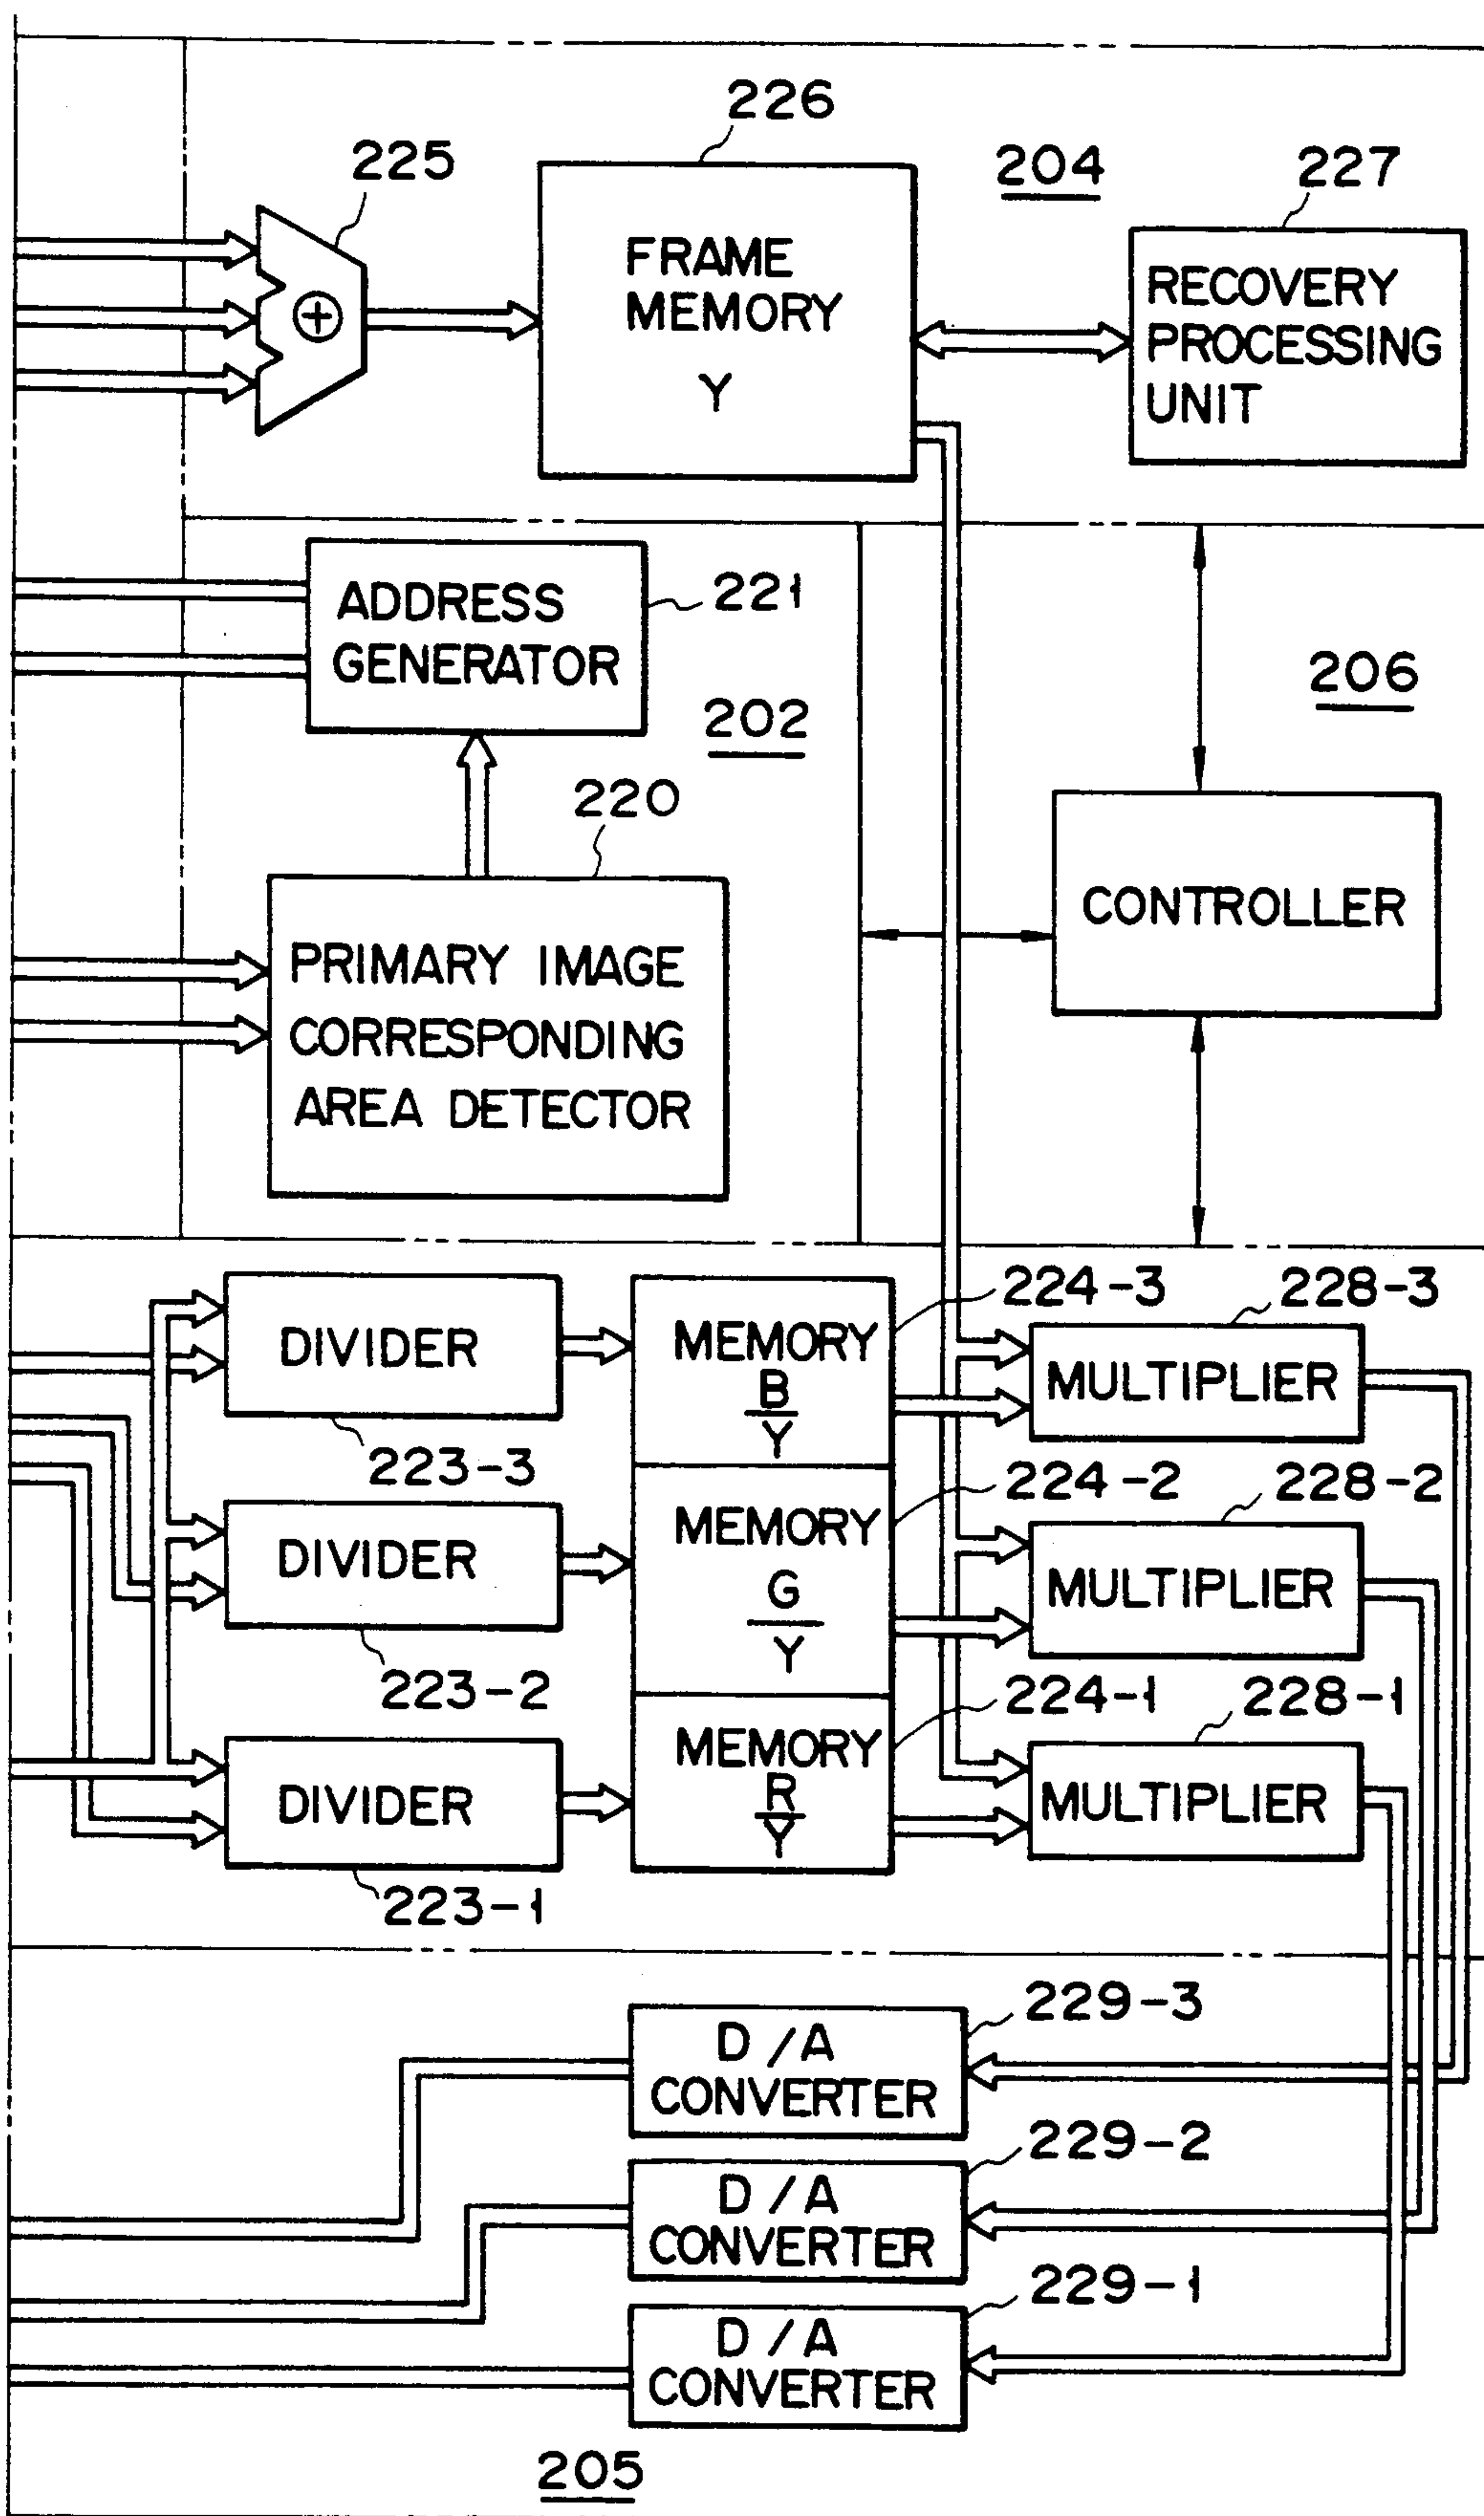 226
225
204
227
FRAME
MEMORY
Y
RECOVERY
PROCESSING
UNIT
+
ADDRESS
GENERATOR
221
202
206
220
CONTROLLER
PRIMARY IMAGE
CORRESPONDING
AREA DETECTOR
224-3
228-3
DIVIDER
MEMORY
B
Y
MULTIPLIER
223-3
224-2
228-2
DIVIDER
MEMORY
G
Y
MULTIPLIER
223-2
224-1
228-1
DIVIDER
MEMORY
R
Y
MULTIPLIER
223-1
229-3
D/A
CONVERTER
229-2
D/A
CONVERTER
229-1
D/A
CONVERTER
205